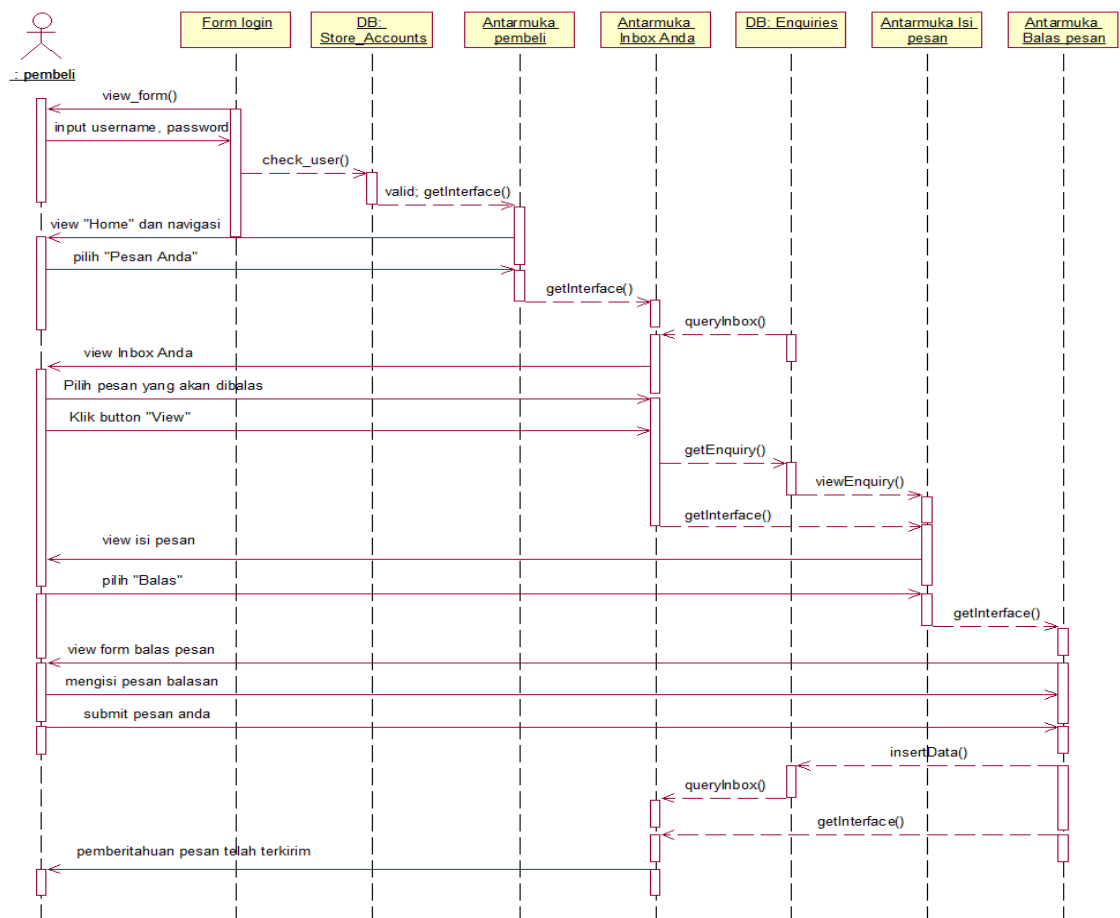 Form login
DB:
Store_Accounts
Antarmuka
pembeli
Antarmuka
Inbox Anda
DB: Enquiries
Antarmuka Isi
pesan
Antarmuka
Balas pesan
: pembeli
view_form()
input username, password
check_user()
valid; getInterface()
view "Home" dan navigasi
pilih "Pesan Anda"
getInterface()
queryInbox()
view Inbox Anda
Pilih pesan yang akan dibalas
Klik button "View"
getEnquiry()
viewEnquiry()
getInterface()
view isi pesan
pilih "Balas"
getInterface()
view form balas pesan
mengisi pesan balasan
submit pesan anda
insertData()
queryInbox()
getInterface()
pemberitahuan pesan telah terkirim